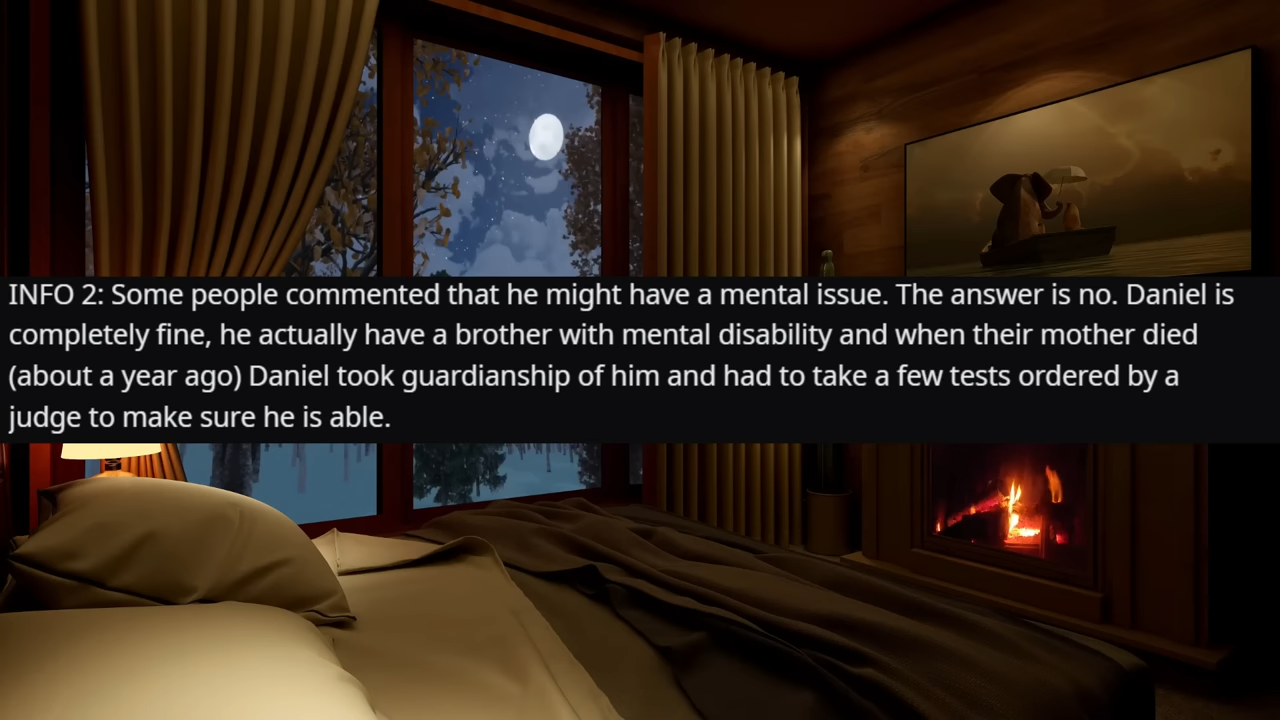 INFO 2: Some people commented that he might have a mental issue. The answer is no. Daniel is
completely fine, he actually have a brother with mental disability and when their mother died
(about a year ago) Daniel took guardianship of him and had to take a few tests ordered by a
judge to make sure he is able.